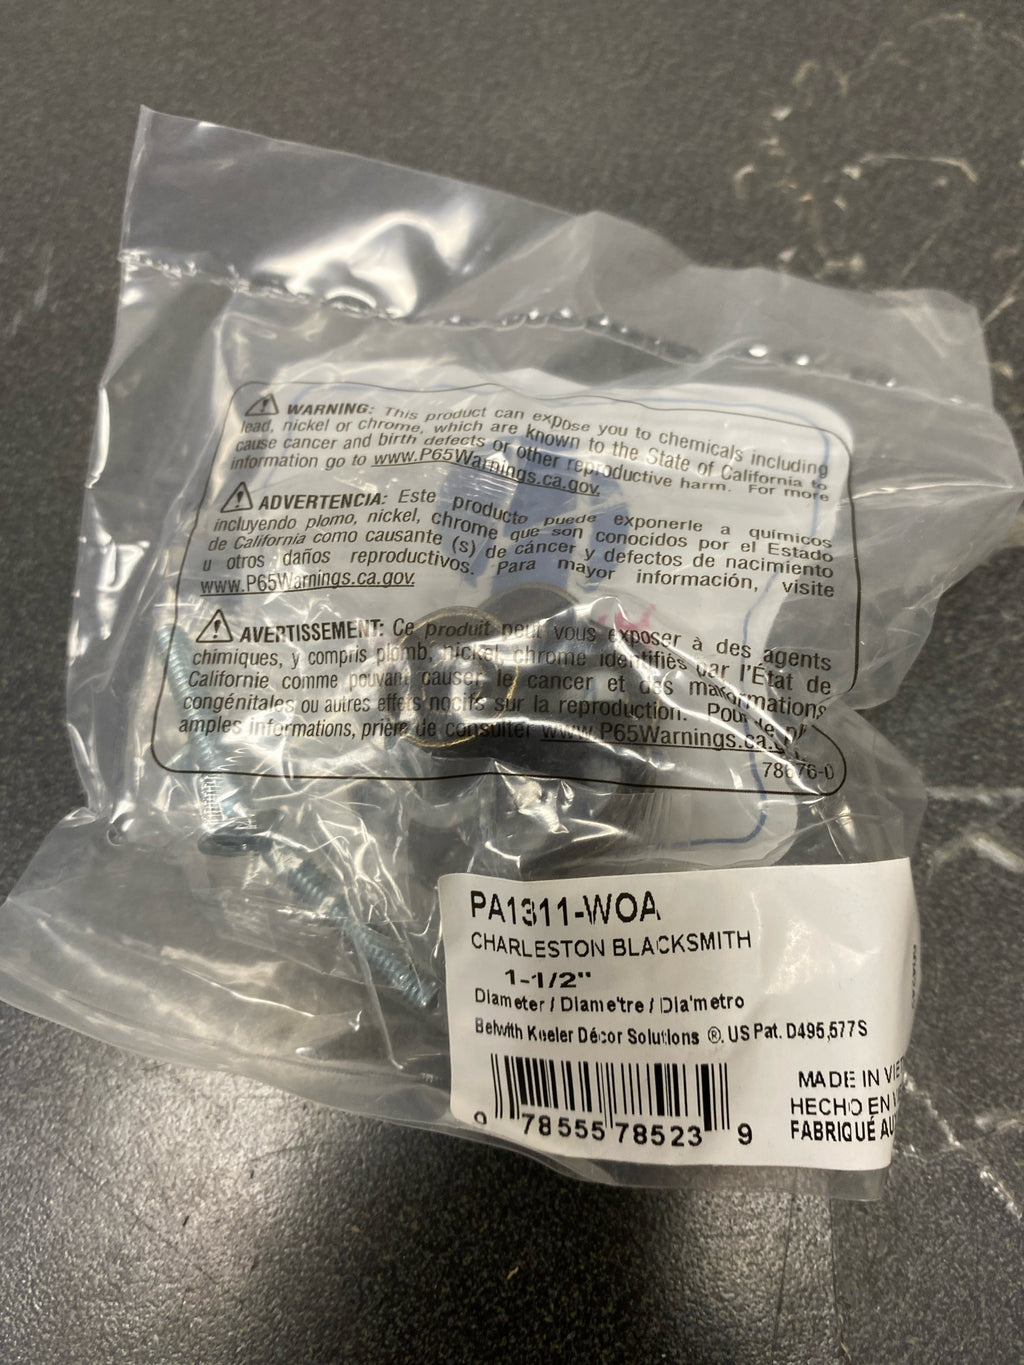 WARNING: This product can expose you to chemicals including
lead, nickel or chrome, which are known to the State of California to
cause cancer and birth defects or other reproductive harm. For more
information go to www.P65Warnings.ca.gov.
ADVERTENCIA: Este producto puede exponerle a químicos
incluyendo plomo, nickel, chrome que son conocidos por el Estado
de California como causante (s) de cáncer y defectos de nacimiento
u otros daños reproductivos. Para mayor información, visite
www.P65Warnings.ca.gov.
AVERTISSEMENT: Ce produit peut vous exposer à des agents
chimiques, y compris plomb, nickel, chrome identifiés par l'État de
Californie comme pouvant causer le cancer et des malformations
congénitales ou autres effets nocifs sur la reproduction. Pour de
amples informations, prière de consulter www.P65Warnings.ca.g
78676-0
PA1311-WOA
CHARLESTON BLACKSMITH
1-1/2"
Diameter / Diame'tre / Dia'metro
Belwith Keeler Décor Solutions ®. US Pat. D495,577S
MADE IN
HECHO EN
FABRIQUÉ AU
0 78555 78523 9